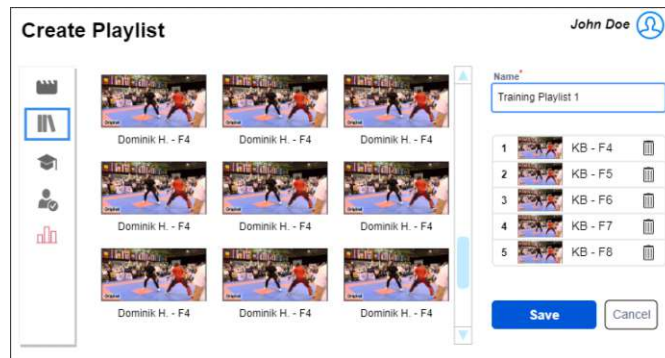 Create Playlist
John Doe
Dominik H. - F4
Dominik H. - F4
Dominik H. - F4
Dominik H. - F4
Dominik H. - F4
Dominik H. - F4
Dominik H. - F4
Dominik H. - F4
Dominik H. - F4
Name*
Training Playlist 1
1 KB - F4
2 KB - F5
3 KB - F6
4 KB - F7
5 KB - F8
Save
Cancel